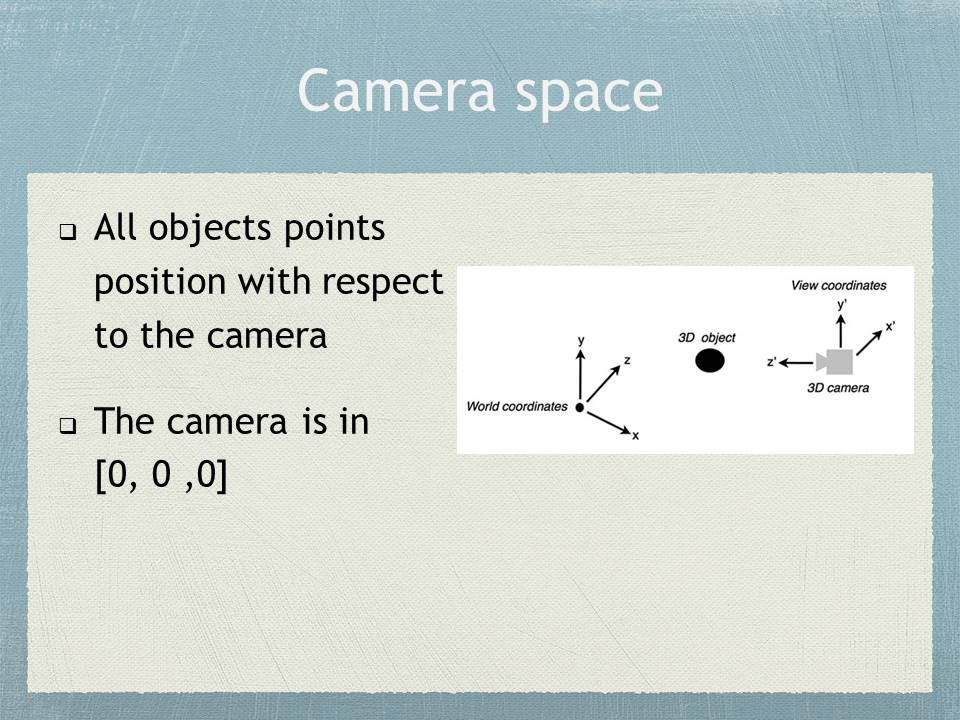 Camera space
All objects points
position with respect
to the camera
The camera is in
[0, 0 ,0]
View coordinates
y'
x'
3D object
z'
3D camera
y
z
World coordinates
x